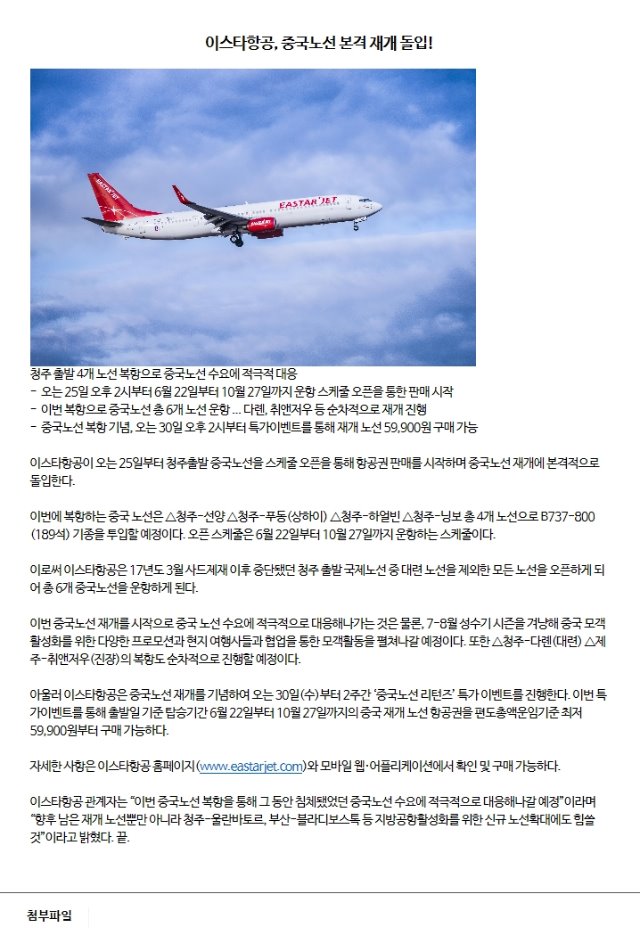 이스타항공, 중국노선 본격 재개 돌입!
EASTAR JET
EASTAR JET
청주 출발 4개 노선 복항으로 중국노선 수요에 적극적 대응
- 오는 25일 오후 2시부터 6월 22일부터 10월 27일까지 운항 스케줄 오픈을 통한 판매 시작
- 이번 복항으로 중국노선 총 6개 노선 운항 ... 다롄, 취앤저우 등 순차적으로 재개 진행
- 중국노선 복항 기념, 오는 30일 오후 2시부터 특가이벤트를 통해 재개 노선 59,900원 구매 가능
이스타항공이 오는 25일부터 청주출발 중국노선을 스케줄 오픈을 통해 항공권 판매를 시작하며 중국노선 재개에 본격적으로
돌입한다.
이번에 복항하는 중국 노선은 △청주-선양 △청주-푸동(상하이) △청주-하얼빈 △청주-닝보 총 4개 노선으로 B737-800
(189석) 기종을 투입할 예정이다. 오픈 스케줄은 6월 22일부터 10월 27일까지 운항하는 스케줄이다.
이로써 이스타항공은 17년도 3월 사드제재 이후 중단됐던 청주 출발 국제노선 중 대련 노선을 제외한 모든 노선을 오픈하게 되
어 총 6개 중국노선을 운항하게 된다.
이번 중국노선 재개를 시작으로 중국 노선 수요에 적극적으로 대응해나가는 것은 물론, 7-8월 성수기 시즌을 겨냥해 중국 모객
활성화를 위한 다양한 프로모션과 현지 여행사들과 협업을 통한 모객활동을 펼쳐나갈 예정이다. 또한 △청주-다롄(대련) △제
주-취앤저우(진장)의 복항도 순차적으로 진행할 예정이다.
아울러 이스타항공은 중국노선 재개를 기념하여 오는 30일(수)부터 2주간 ‘중국노선 리턴즈’ 특가 이벤트를 진행한다. 이번 특
가이벤트를 통해 출발일 기준 탑승기간 6월 22일부터 10월 27일까지의 중국 재개 노선 항공권을 편도총액운임기준 최저
59,900원부터 구매 가능하다.
자세한 사항은 이스타항공 홈페이지(www.eastarjet.com)와 모바일 웹·어플리케이션에서 확인 및 구매 가능하다.
이스타항공 관계자는 “이번 중국노선 복항을 통해 그 동안 침체됐었던 중국노선 수요에 적극적으로 대응해나갈 예정”이라며
“향후 남은 재개 노선뿐만 아니라 청주-울란바토르, 부산-블라디보스톡 등 지방공항활성화를 위한 신규 노선확대에도 힘쓸
것”이라고 밝혔다. 끝.
첨부파일